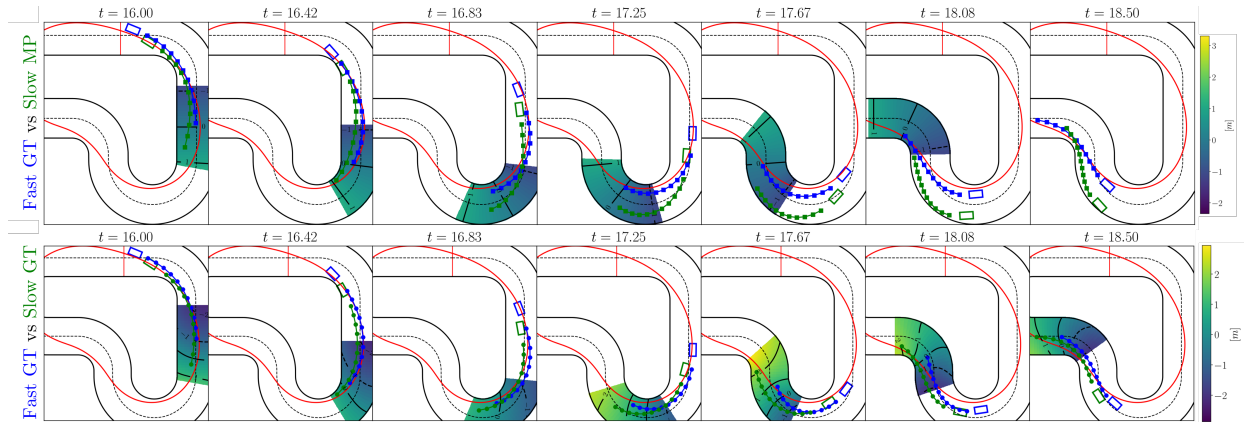 t = 16.00 t = 16.42 t = 16.83 t = 17.25 t = 17.67 t = 18.08 t = 18.50
Fast GT vs Slow MP
3
2
1
0
−1
−2
[m]
t = 16.00 t = 16.42 t = 16.83 t = 17.25 t = 17.67 t = 18.08 t = 18.50
Fast GT vs Slow GT
2
1
0
−1
−2
[m]